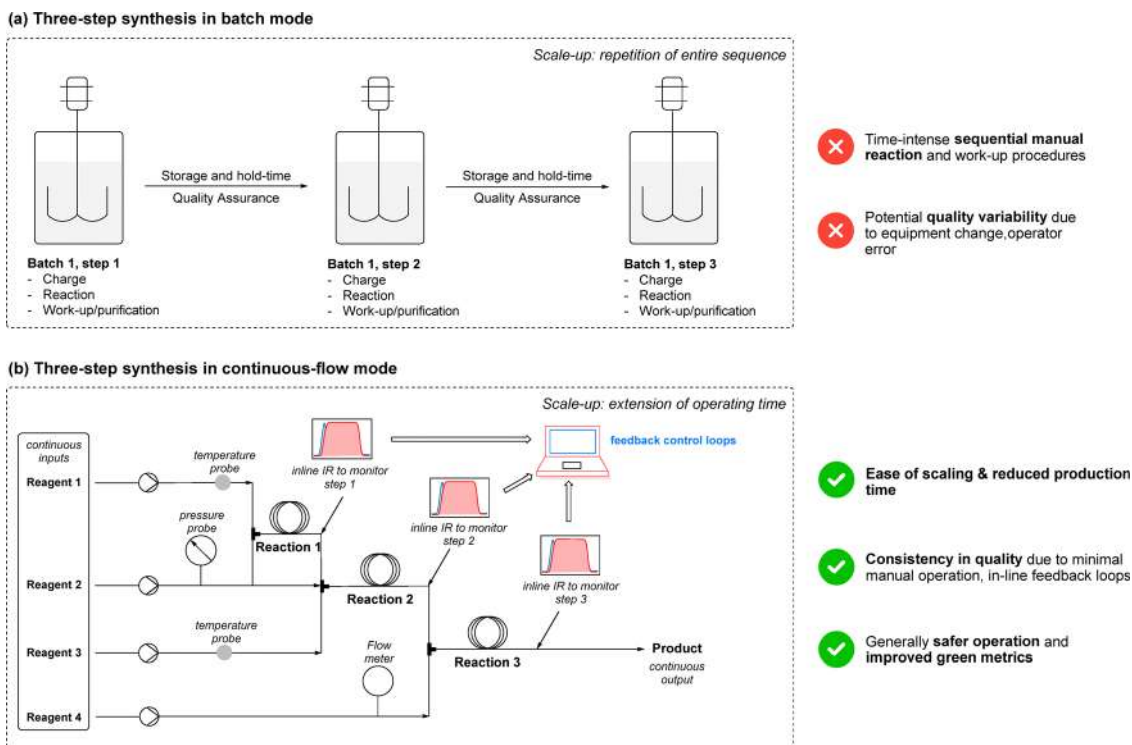 (a) Three-step synthesis in batch mode
Scale-up: repetition of entire sequence
Storage and hold-time
Quality Assurance
Storage and hold-time
Quality Assurance
Batch 1, step 1
- Charge
- Reaction
- Work-up/purification
Batch 1, step 2
- Charge
- Reaction
- Work-up/purification
Batch 1, step 3
- Charge
- Reaction
- Work-up/purification
Time-intense sequential manual
reaction and work-up procedures
Potential quality variability due
to equipment change,operator
error
(b) Three-step synthesis in continuous-flow mode
Scale-up: extension of operating time
continuous
inputs
Reagent 1
Reagent 2
Reagent 3
Reagent 4
temperature
probe
pressure
probe
temperature
probe
Flow
meter
Reaction 1
Reaction 2
Reaction 3
inline IR to monitor
step 1
inline IR to monitor
step 2
inline IR to monitor
step 3
feedback control loops
Product
continuous
output
Ease of scaling & reduced production
time
Consistency in quality due to minimal
manual operation, in-line feedback loops
Generally safer operation and
improved green metrics